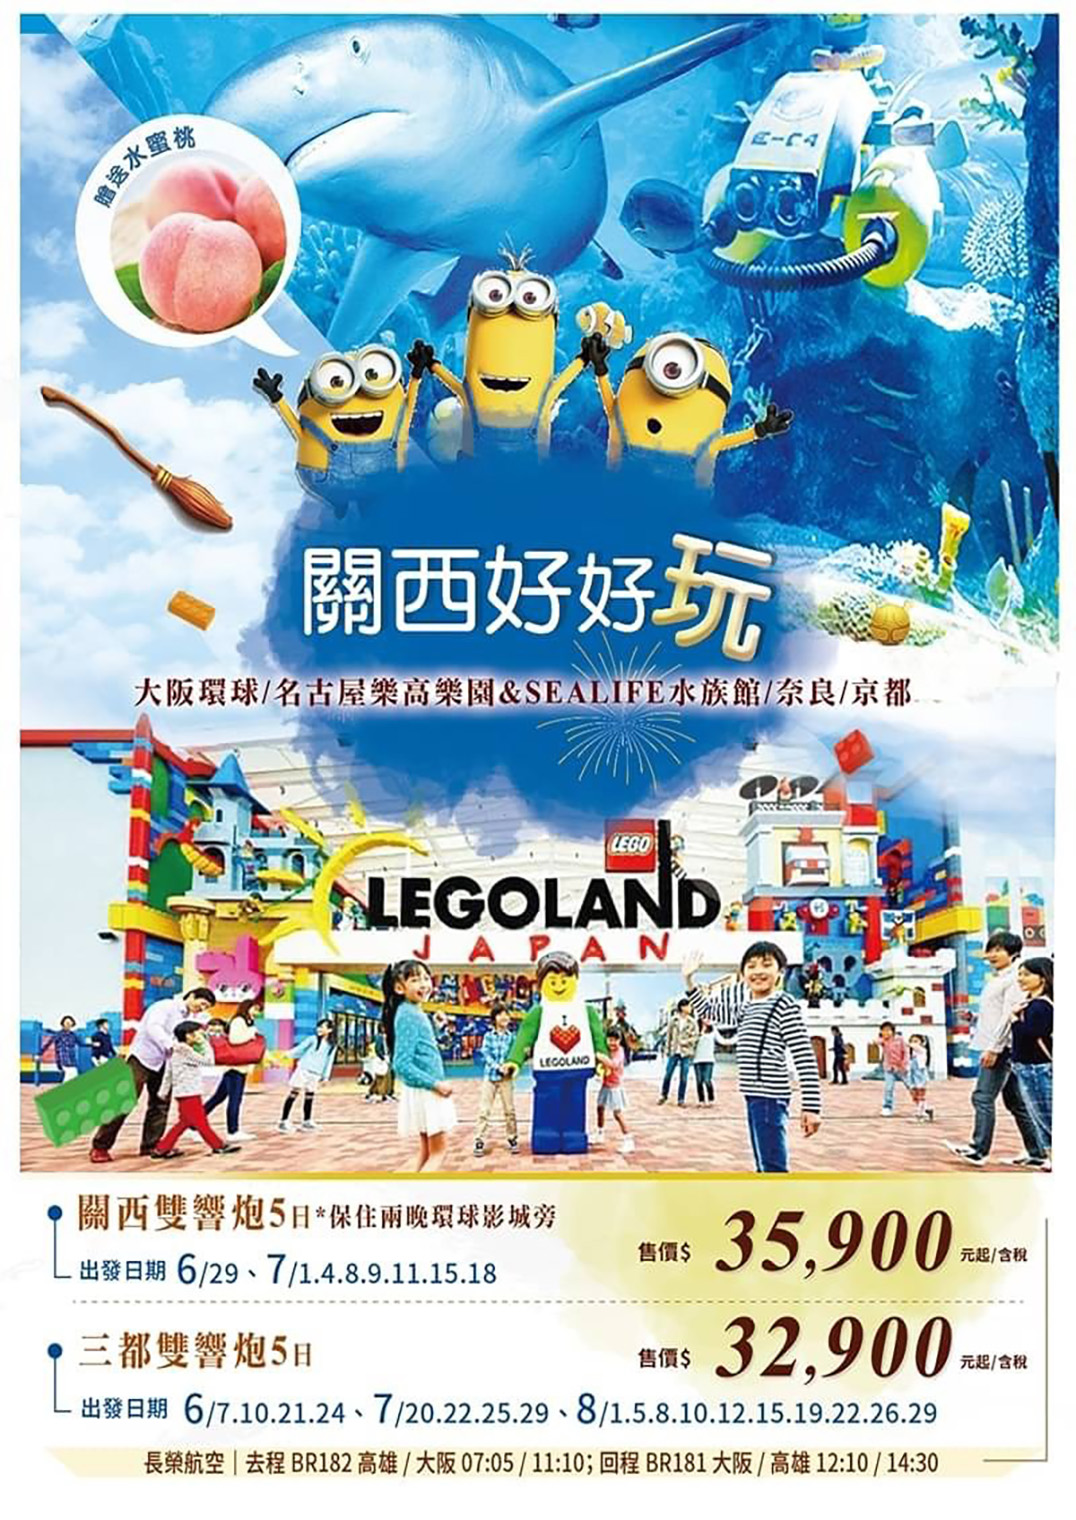 贈送水蜜桃
關西好好玩
大阪環球/名古屋樂高樂園&SEALIFE水族館/奈良/京都
LEGO
LEGOLAND
JAPAN
I
LEGOLAND
關西雙響炮5日*保住兩晚環球影城旁
售價$ 35,900 元起/含稅
出發日期 6/29、7/1.4.8.9.11.15.18
三都雙響炮5日
售價$ 32,900 元起/含稅
出發日期 6/7.10.21.24、7/20.22.25.29、8/1.5.8.10.12.15.19.22.26.29
長榮航空｜去程 BR182 高雄 / 大阪 07:05 / 11:10; 回程 BR181 大阪 / 高雄 12:10 / 14:30